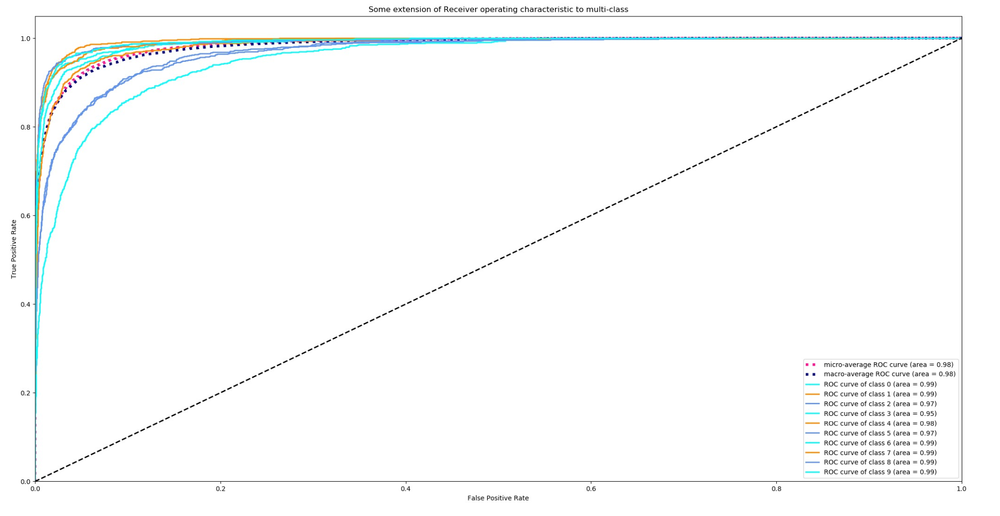 Some extension of Receiver operating characteristic to multi-class
1.0
0.8
0.6
0.4
0.2
0.0
True Positive Rate
0.0 0.2 0.4 0.6 0.8 1.0
False Positive Rate
micro-average ROC curve (area = 0.98)
macro-average ROC curve (area = 0.98)
ROC curve of class 0 (area = 0.99)
ROC curve of class 1 (area = 0.99)
ROC curve of class 2 (area = 0.97)
ROC curve of class 3 (area = 0.95)
ROC curve of class 4 (area = 0.98)
ROC curve of class 5 (area = 0.97)
ROC curve of class 6 (area = 0.99)
ROC curve of class 7 (area = 0.99)
ROC curve of class 8 (area = 0.99)
ROC curve of class 9 (area = 0.99)